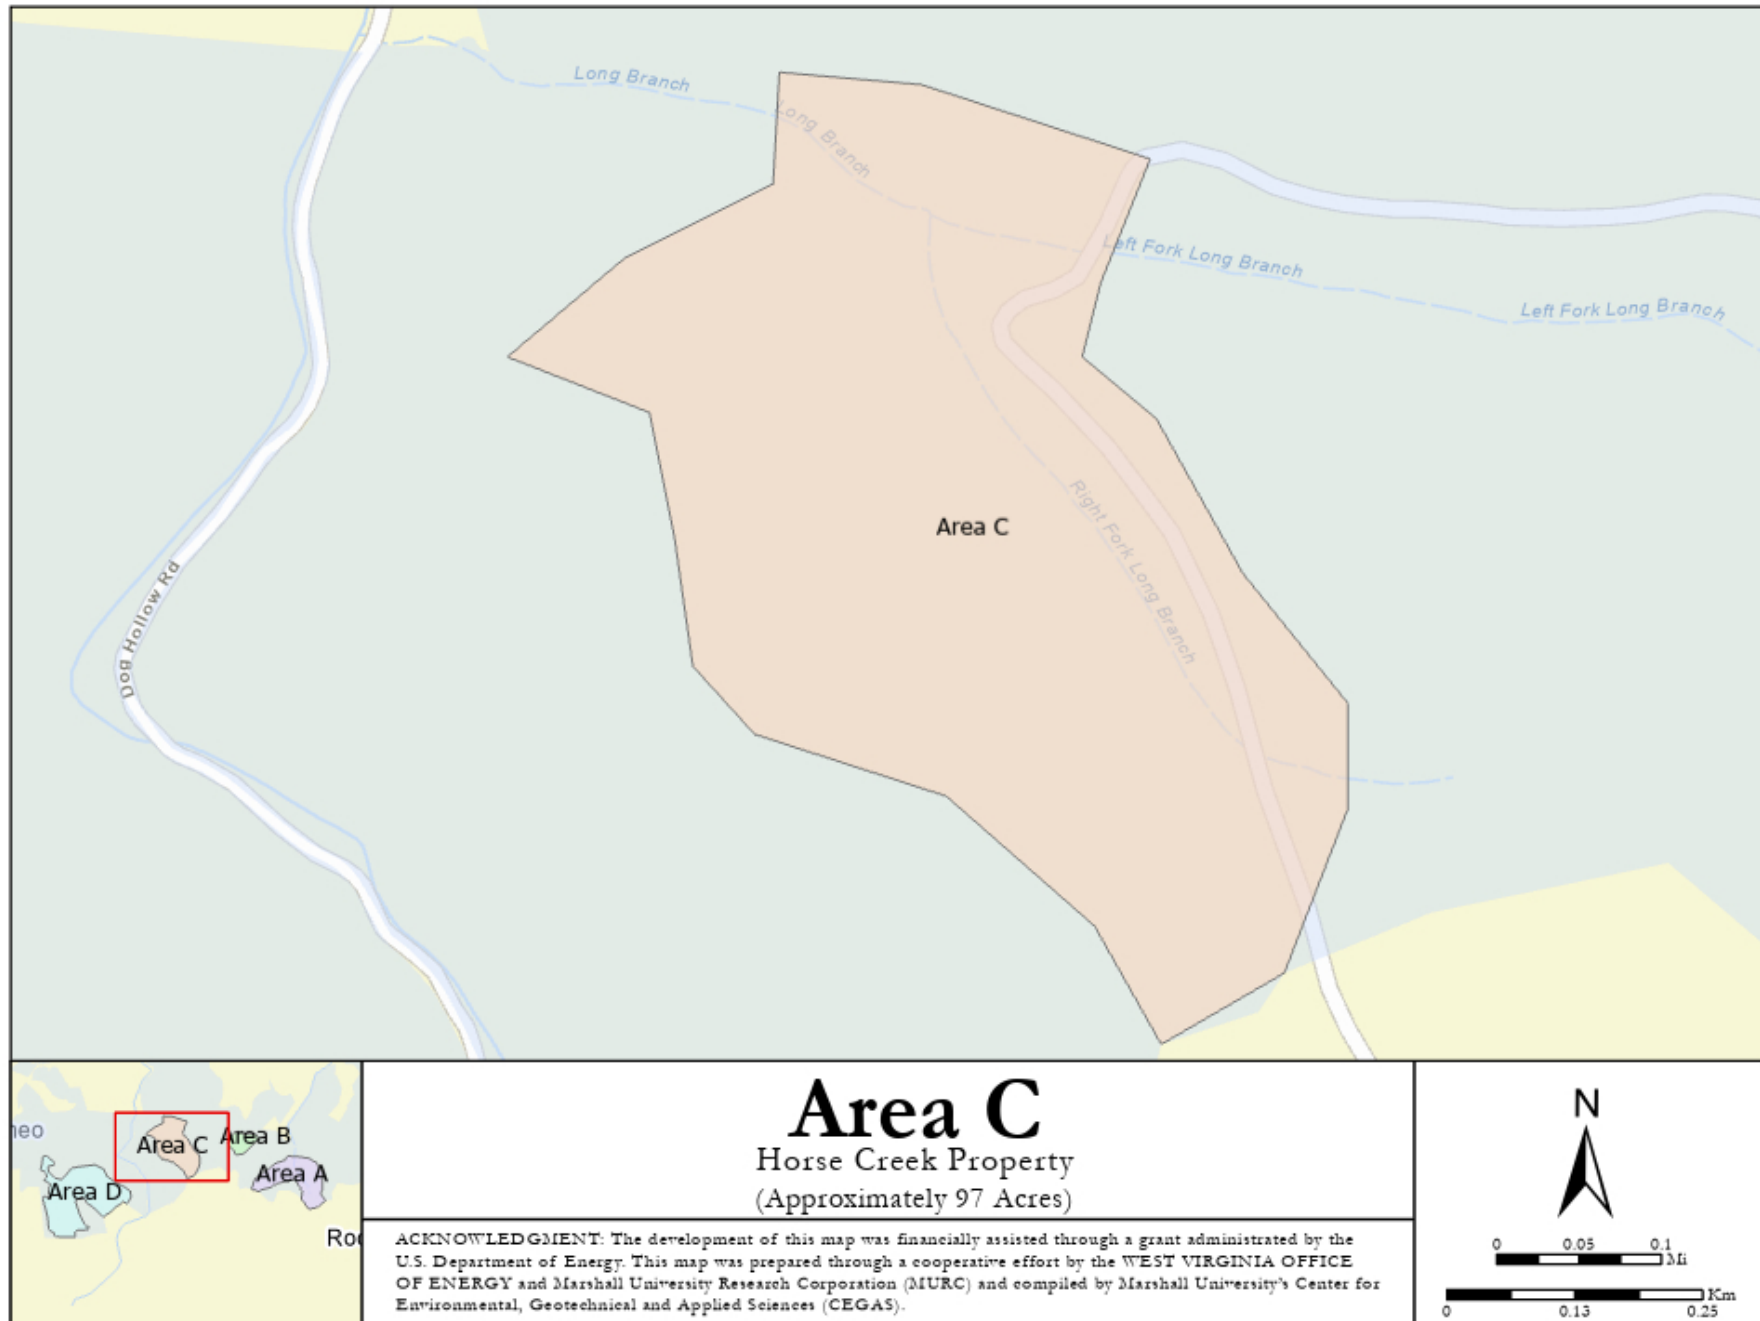 Long Branch
Long Branch
Left Fork Long Branch
Left Fork Long Branch
Right Fork Long Branch
Area C
Dog Hollow Rd
neo
Area C
Area B
Area A
Area D
Roc
Area C
Horse Creek Property
(Approximately 97 Acres)
ACKNOWLEDGMENT: The development of this map was financially assisted through a grant administrated by the
U.S. Department of Energy. This map was prepared through a cooperative effort by the WEST VIRGINIA OFFICE
OF ENERGY and Marshall University Research Corporation (MURC) and compiled by Marshall University's Center for
Environmental, Geotechnical and Applied Sciences (CEGAS).
N
0 0.05 0.1
Mi
Km
0 0.13 0.25